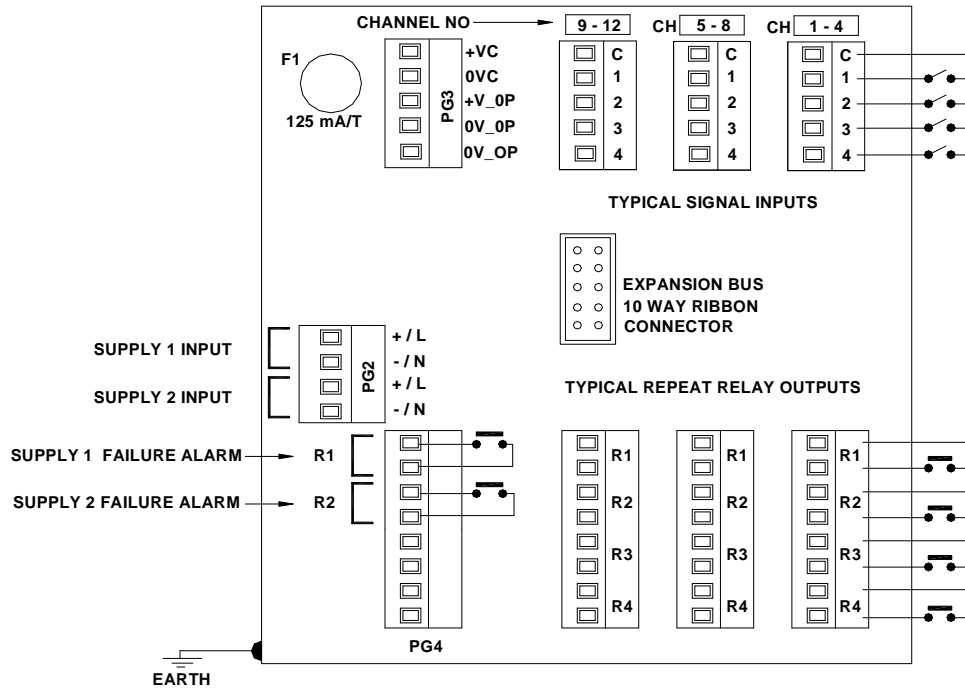 CHANNEL NO
9 - 12
CH 5 - 8
CH 1 - 4
F1
125 mA/T
+VC
0VC
+V_0P
0V_0P
0V_OP
PG3
C
1
2
3
4
C
1
2
3
4
C
1
2
3
4
TYPICAL SIGNAL INPUTS
EXPANSION BUS
10 WAY RIBBON
CONNECTOR
SUPPLY 1 INPUT
SUPPLY 2 INPUT
+ / L
- / N
+ / L
- / N
PG2
TYPICAL REPEAT RELAY OUTPUTS
SUPPLY 1 FAILURE ALARM
R1
SUPPLY 2 FAILURE ALARM
R2
PG4
R1
R2
R3
R4
R1
R2
R3
R4
R1
R2
R3
R4
EARTH